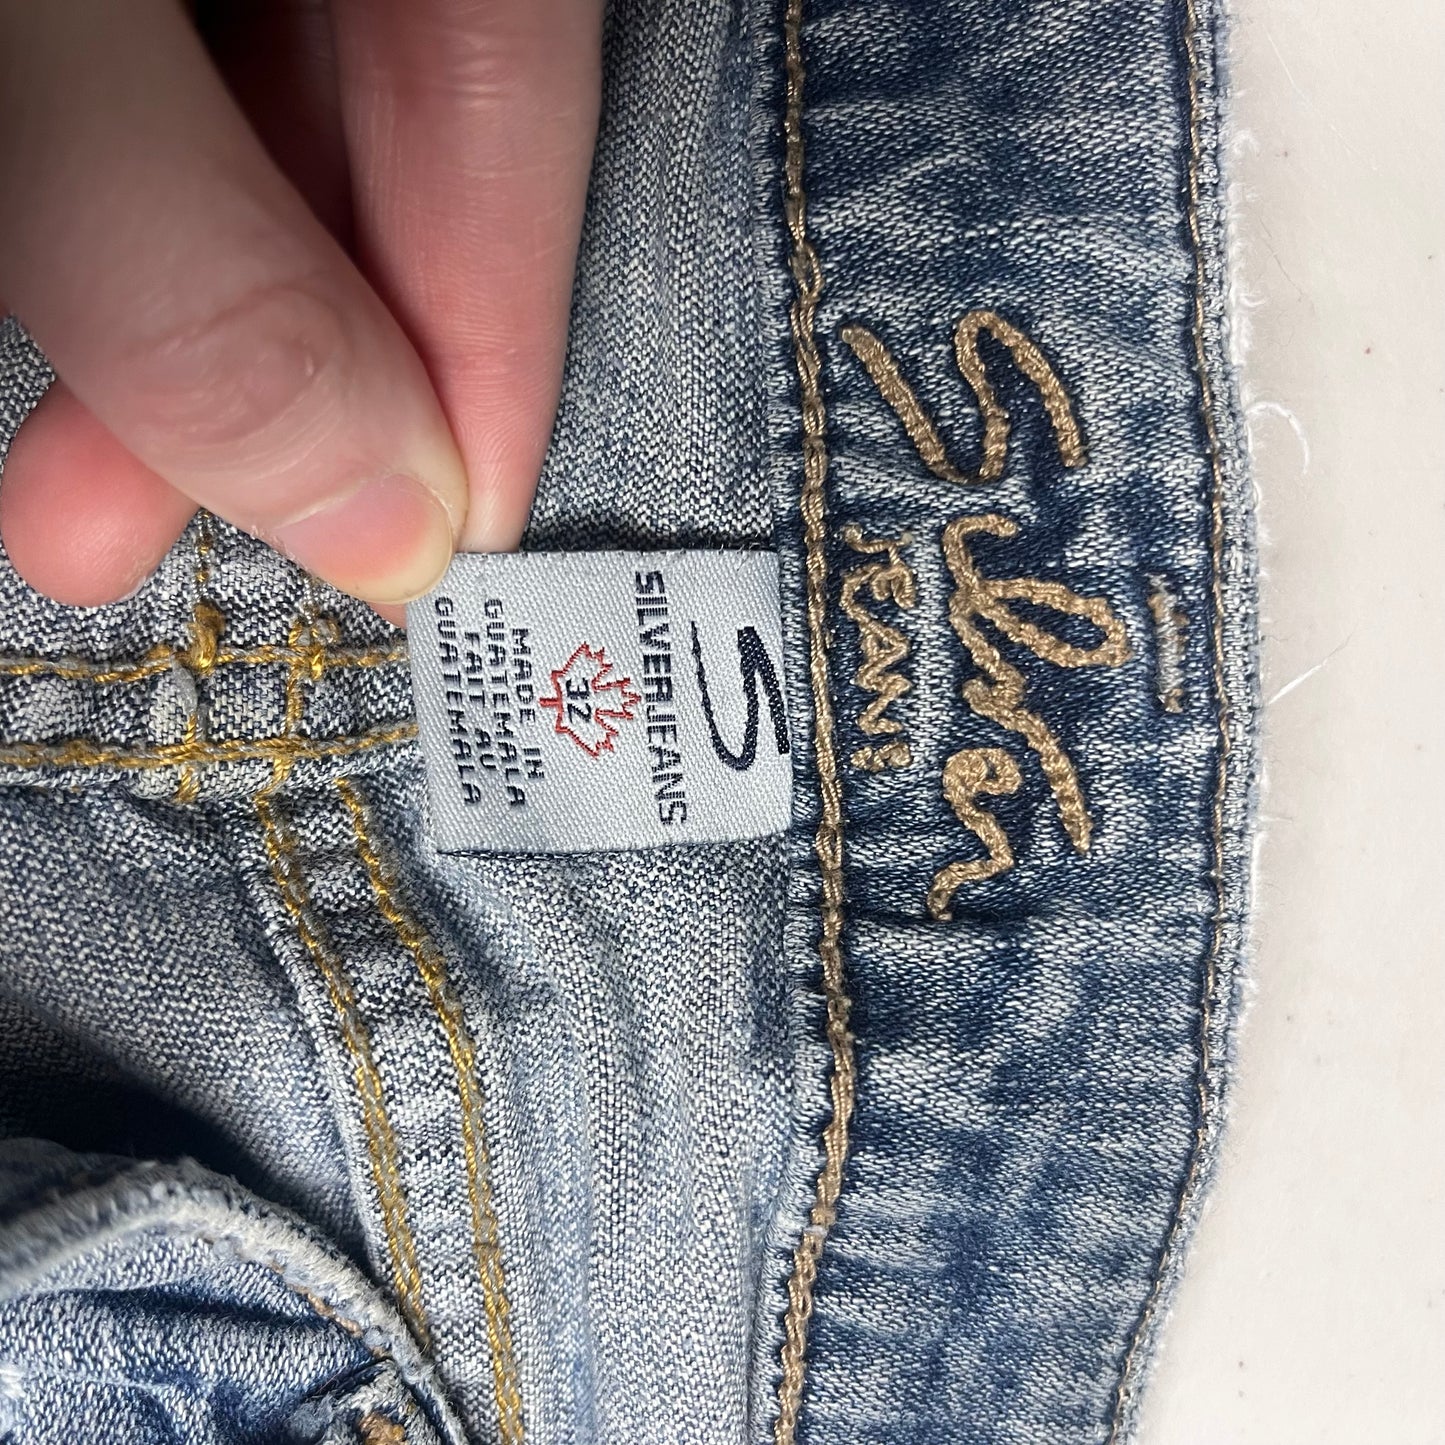 Silver
JEANS
S
SILVERJEANS
32
MADE IN
GUATEMALA
FAIT AU
GUATEMALA